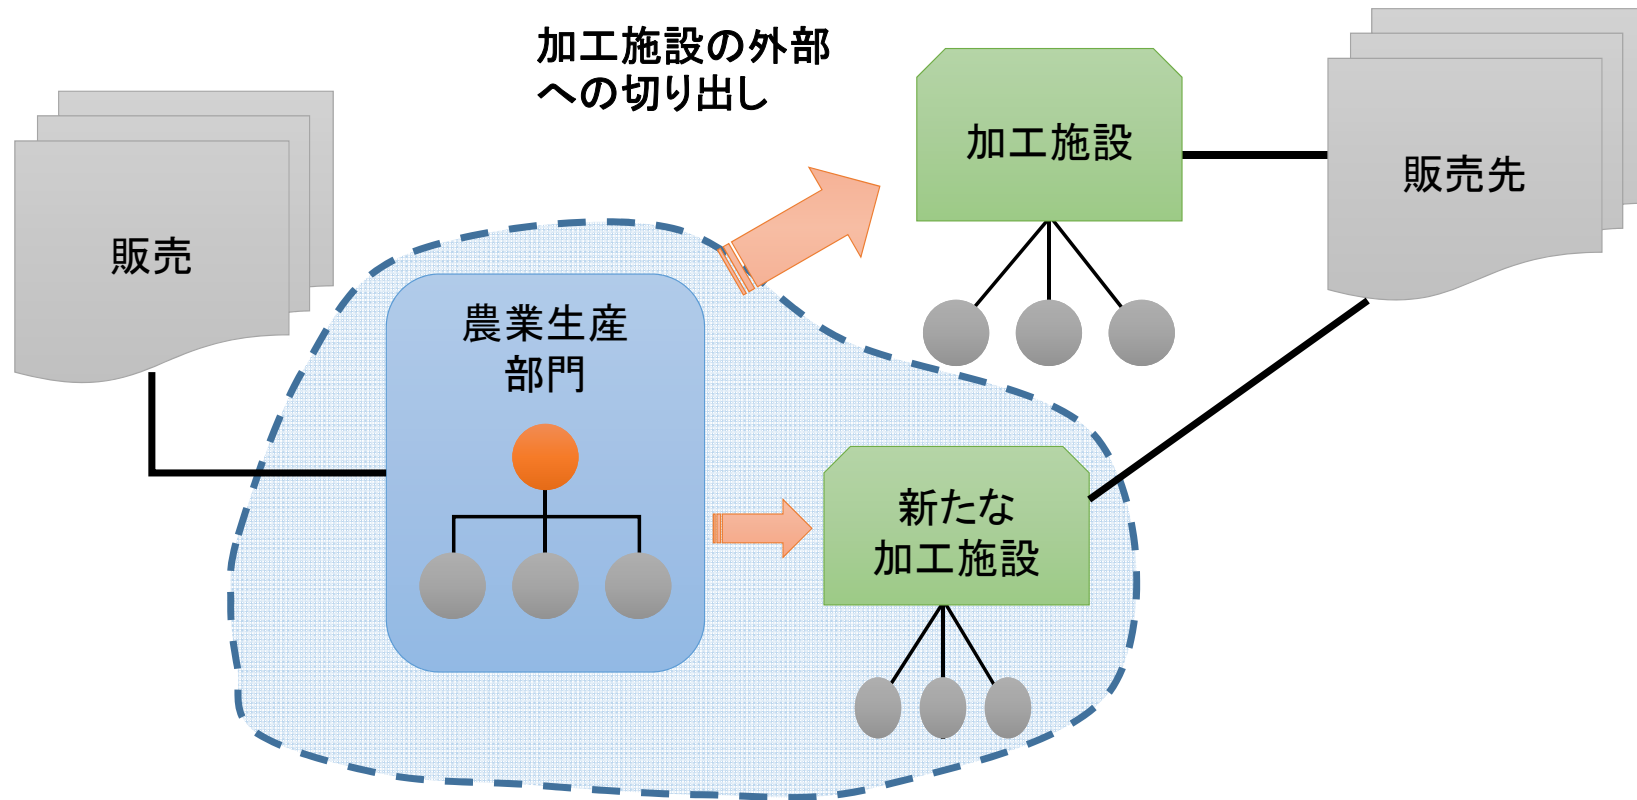 加工施設の外部
への切り出し
加工施設
販売先
販売
農業生産
部門
新たな
加工施設